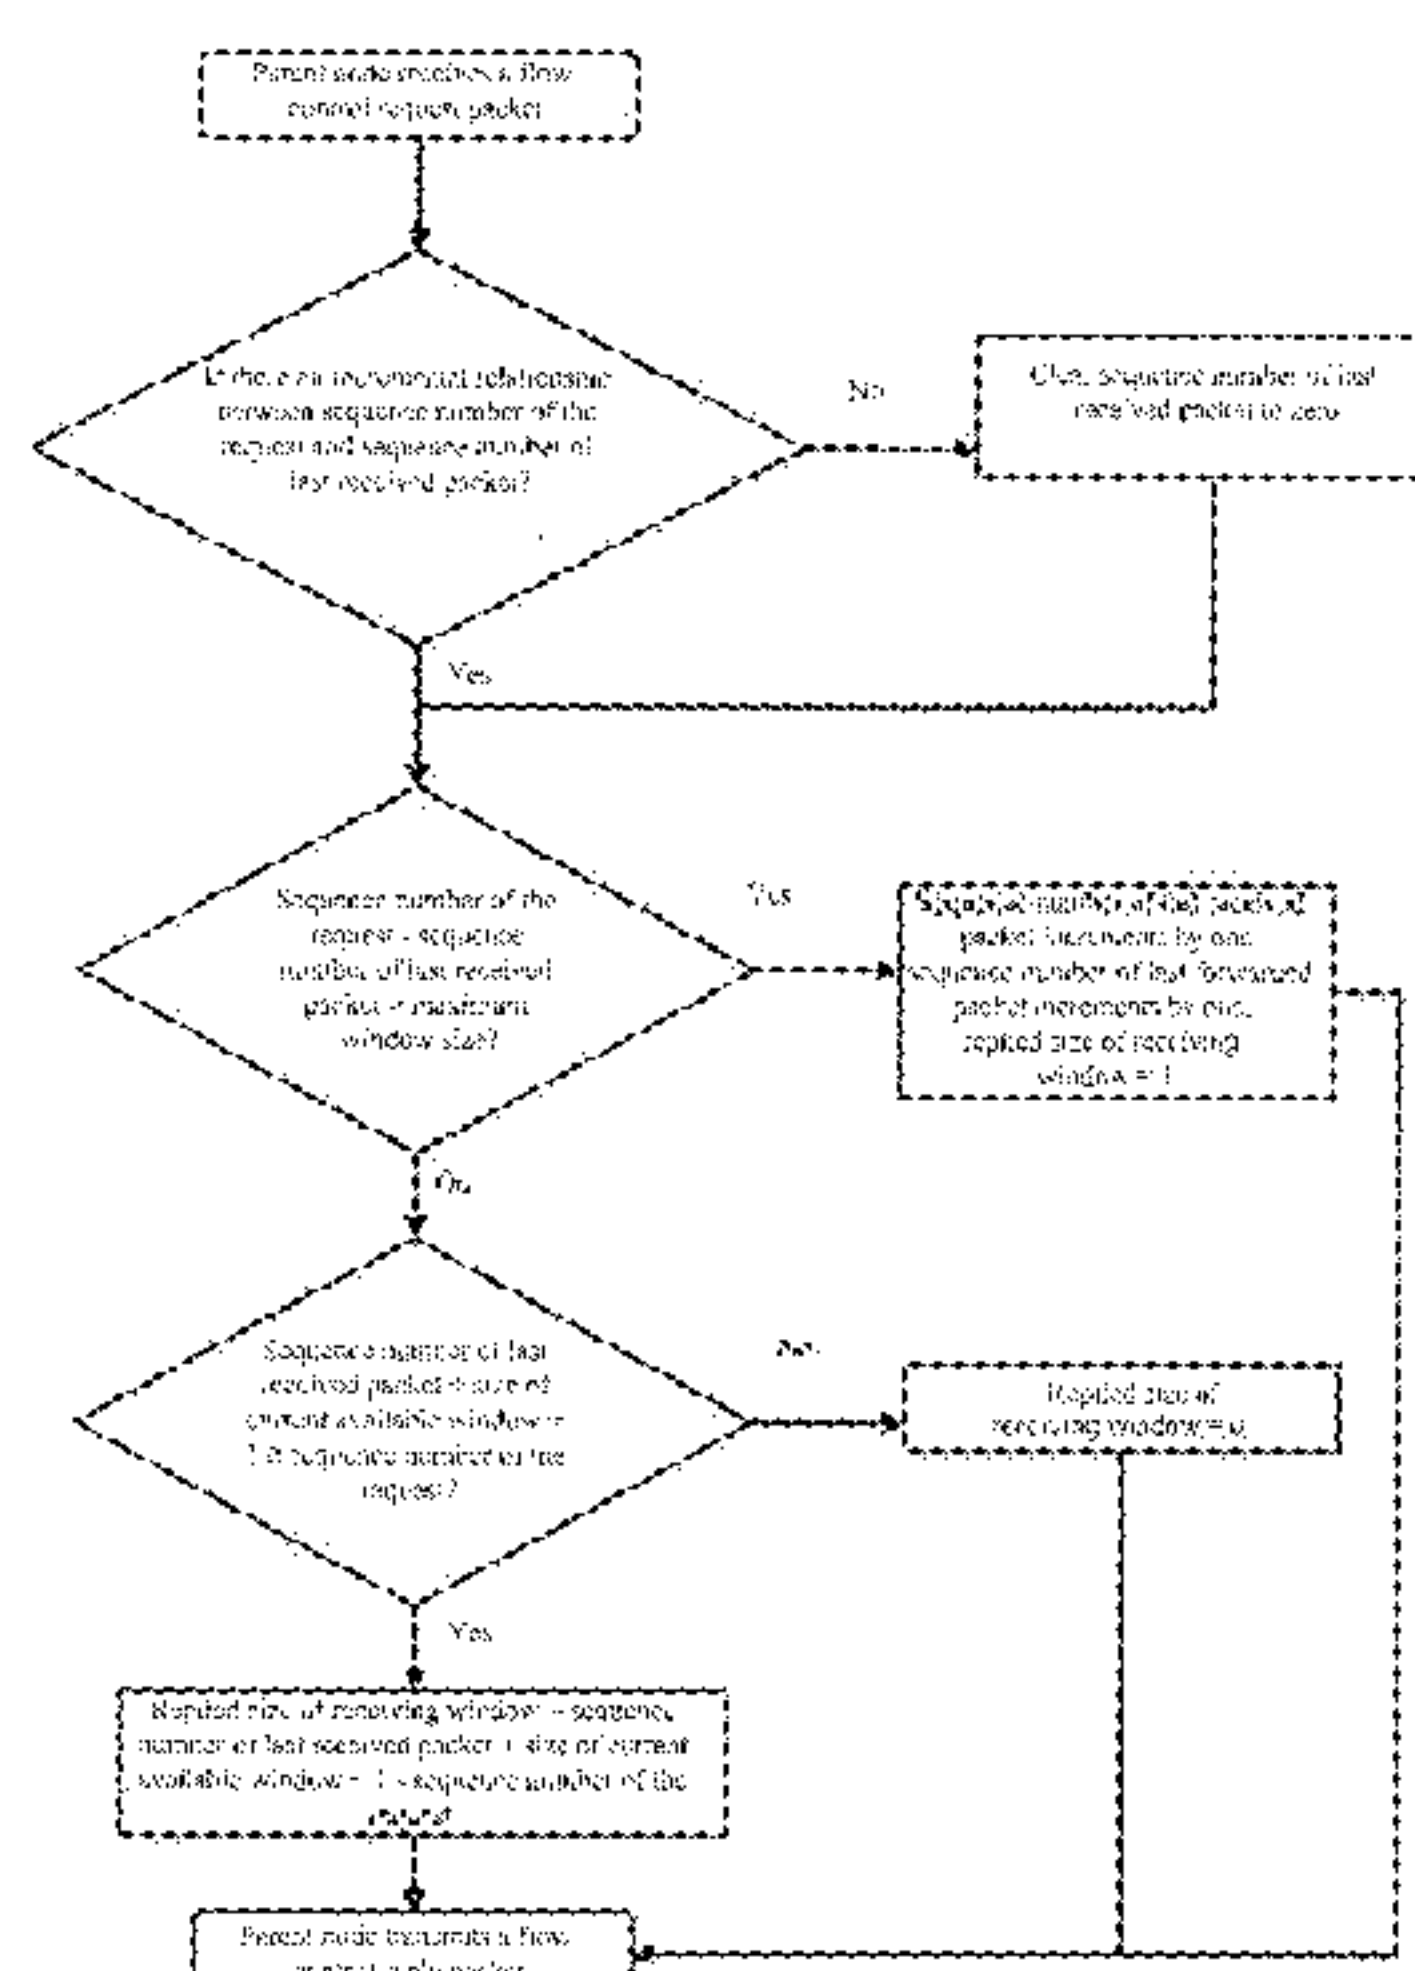 Parent node receives a flow
control request packet
Is there an incremental relationship
between sequence number of the
request and sequence number of
last received packet?
No
Clear sequence number of last
received packet to zero
Yes
Sequence number of the
request - sequence
number of last received
packet = maximum
window size?
Yes
Sequence number of last received
packet increments by one
sequence number of last forwarded
packet increments by one,
replied size of receiving
window = 1
Sequence number of last
received packet + size of
current available window
sequence number of the
request?
No
Replied size of
receiving window = 0
Yes
Replied size of receiving window = sequence
number of last received packet + size of current
available window 1 - sequence number of the
request
Parent node transmits a flow